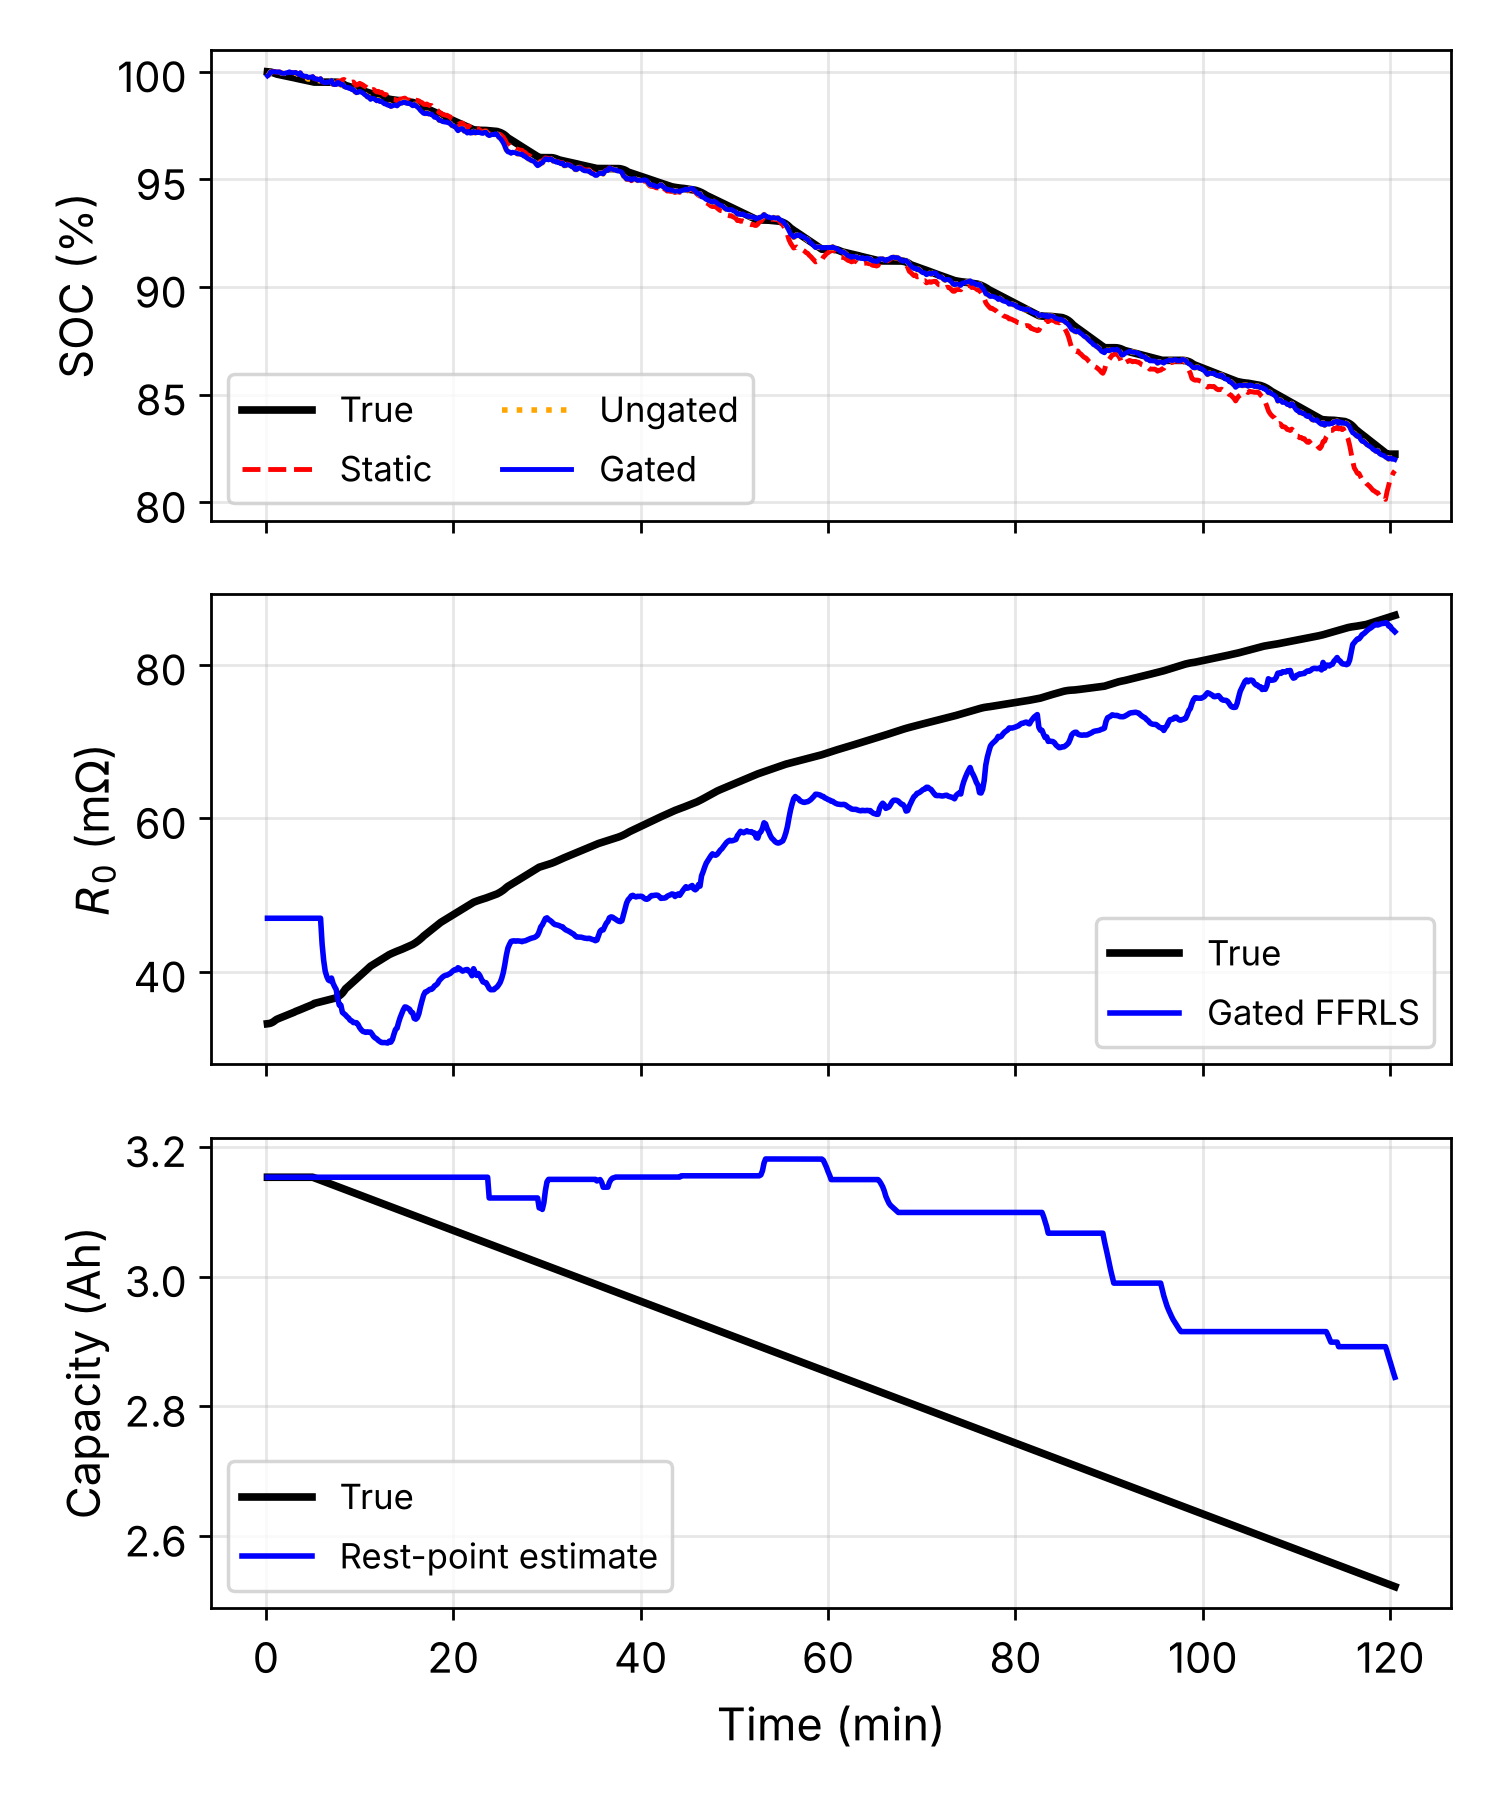 100
95
90
85
80
SOC (%)
True
Ungated
Static
Gated
80
60
40
R0 (mΩ)
True
Gated FFRLS
3.2
3.0
2.8
2.6
Capacity (Ah)
True
Rest-point estimate
0 20 40 60 80 100 120
Time (min)